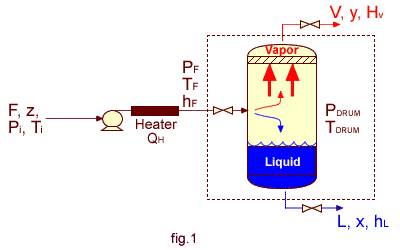 V, y, Hv
Vapor
PF
TF
hF
F, z,
Pi, Ti
Heater
QH
PDRUM
TDRUM
Liquid
L, x, hL
fig.1